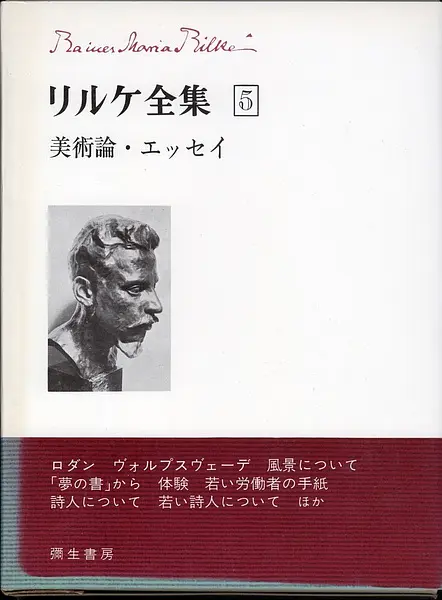 Rainer Maria Rilke
リルケ全集 5
美術論・エッセイ
ロダン　ヴォルプスヴェーデ　風景について
「夢の書」から　体験　若い労働者の手紙
詩人について　若い詩人について　ほか
彌生書房